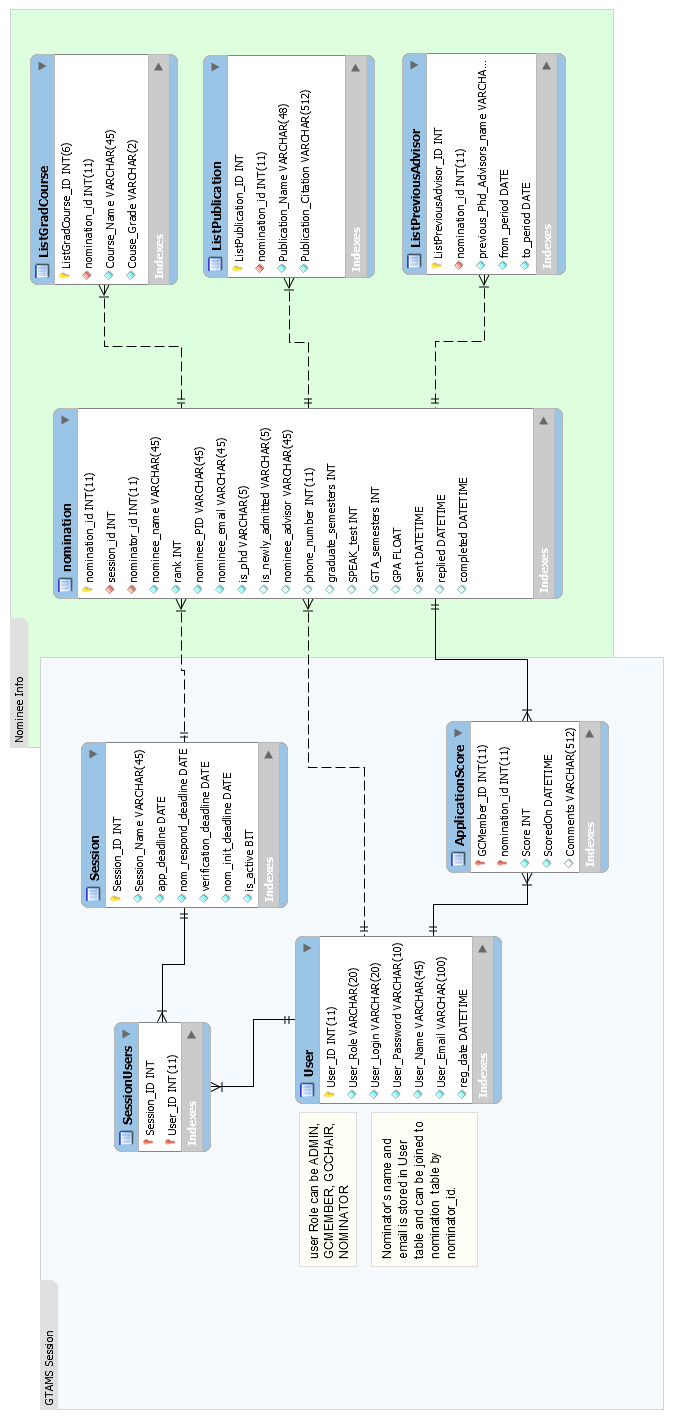 GTAMS Session
Nominee Info
SessionUsers
Session_ID INT
User_ID INT(11)
Indexes
Session
Session_ID INT
Session_Name VARCHAR(45)
app_deadline DATE
nom_respond_deadline DATE
verification_deadline DATE
nom_init_deadline DATE
is_active BIT
Indexes
User
User_ID INT(11)
User_Role VARCHAR(20)
User_Login VARCHAR(20)
User_Password VARCHAR(10)
User_Name VARCHAR(45)
User_Email VARCHAR(100)
reg_date DATETIME
Indexes
user Role can be ADMIN,
GCMEMBER, GCCHAIR,
NOMINATOR
Nominator's name and
email is stored in User
table and can be joined to
nomination_table by
nominator_id.
ApplicationScore
GCMember_ID INT(11)
nomination_id INT(11)
Score INT
ScoredOn DATETIME
Comments VARCHAR(512)
Indexes
nomination
nomination_id INT(11)
session_id INT
nominator_id INT(11)
nominee_name VARCHAR(45)
rank INT
nominee_PID VARCHAR(45)
nominee_email VARCHAR(45)
is_phd VARCHAR(5)
is_newly_admitted VARCHAR(5)
nominee_advisor VARCHAR(45)
phone_number INT(11)
graduate_semesters INT
SPEAK_test INT
GTA_semesters INT
GPA FLOAT
sent DATETIME
replied DATETIME
completed DATETIME
Indexes
ListGradCourse
ListGradCourse_ID INT(6)
nomination_id INT(11)
Course_Name VARCHAR(45)
Couse_Grade VARCHAR(2)
Indexes
ListPublication
ListPublication_ID INT
nomination_id INT(11)
Publication_Name VARCHAR(48)
Publication_Citation VARCHAR(512)
Indexes
ListPreviousAdvisor
ListPreviousAdvisor_ID INT
nomination_id INT(11)
previous_Phd_Advisors_name VARCHA...
from_period DATE
to_period DATE
Indexes